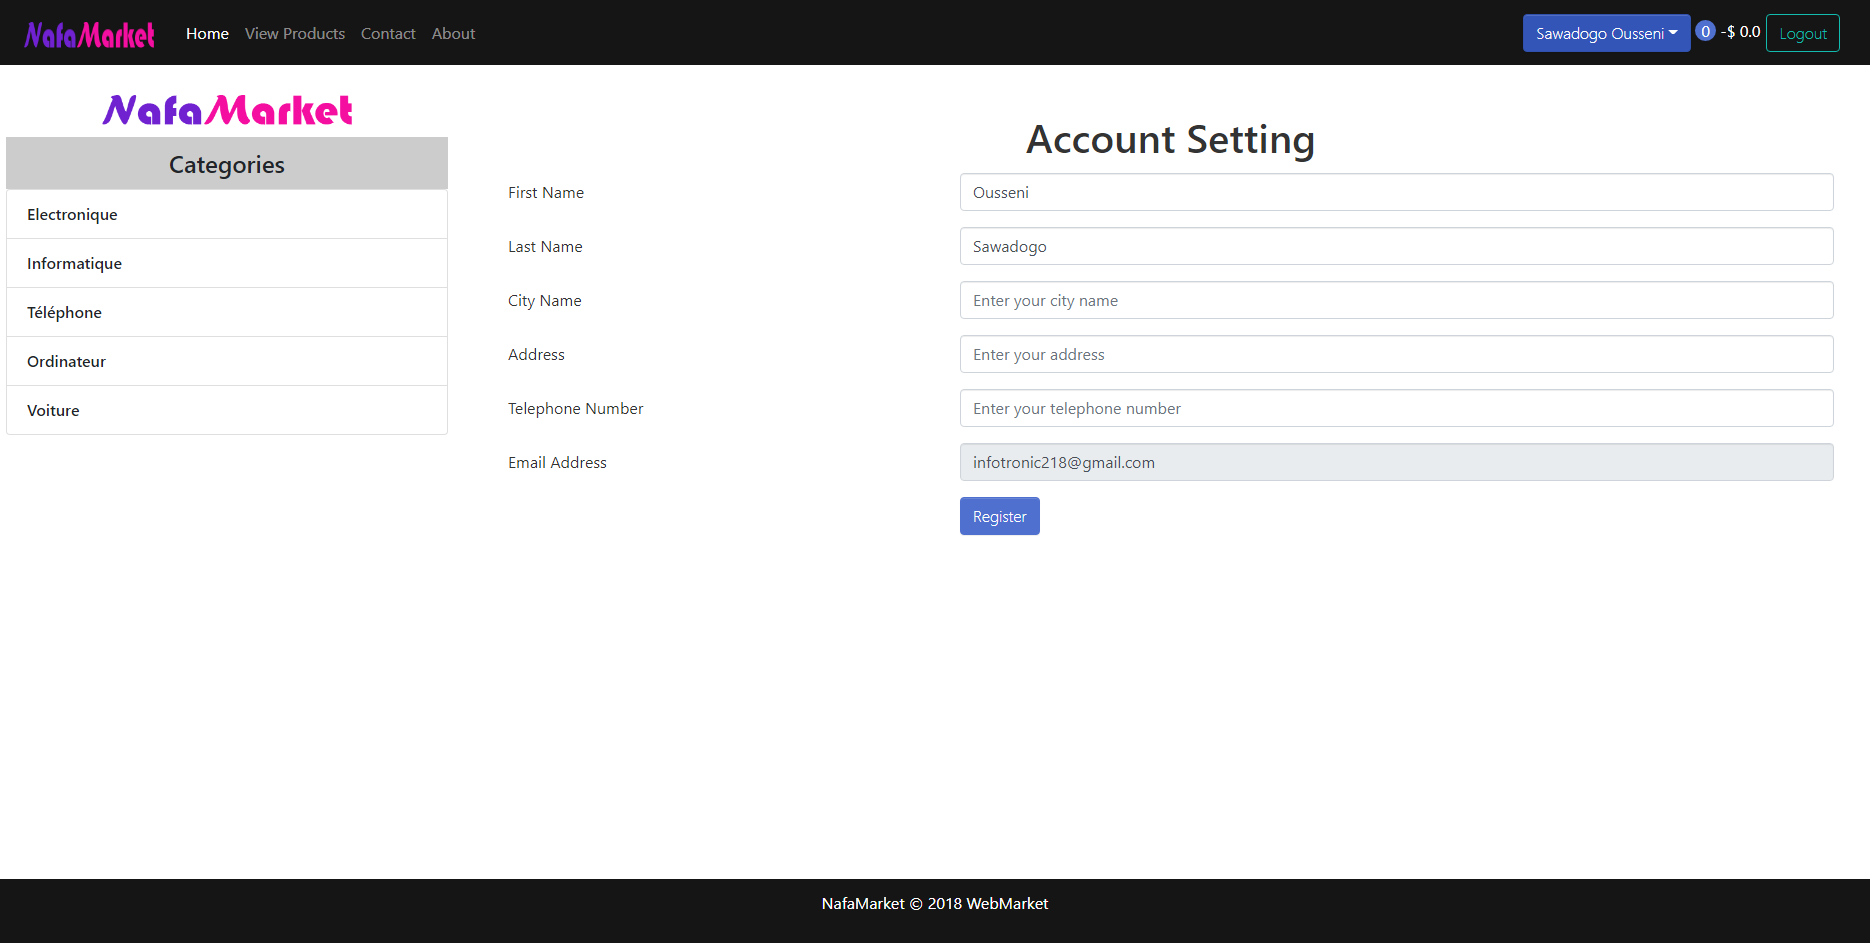 NafaMarket Home View Products Contact About Sawadogo Ousseni 0 -$ 0.0 Logout
NafaMarket
Categories
Electronique
Informatique
Téléphone
Ordinateur
Voiture
Account Setting
First Name Ousseni
Last Name Sawadogo
City Name Enter your city name
Address Enter your address
Telephone Number Enter your telephone number
Email Address infotronic218@gmail.com
Register
NafaMarket © 2018 WebMarket